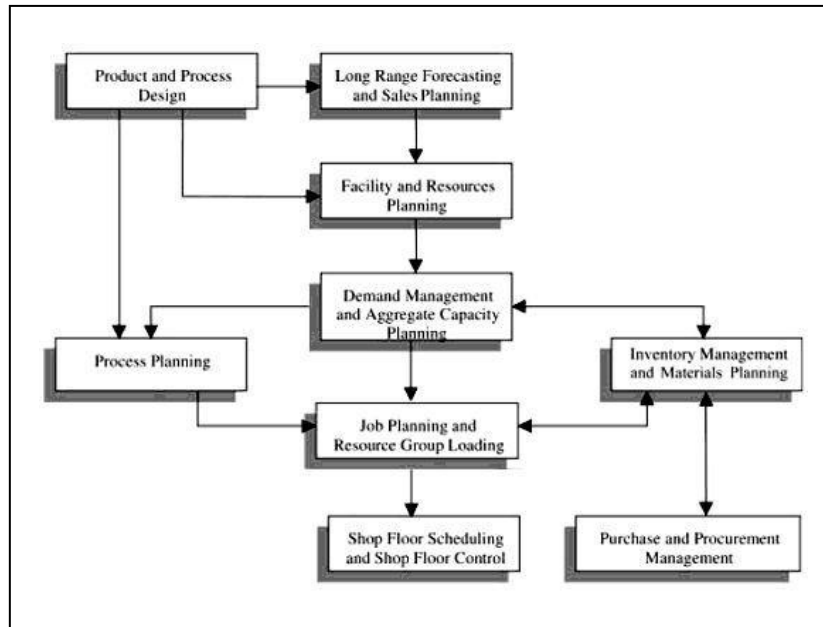 Product and Process
Design
Long Range Forecasting
and Sales Planning
Facility and Resources
Planning
Demand Management
and Aggregate Capacity
Planning
Process Planning
Inventory Management
and Materials Planning
Job Planning and
Resource Group Loading
Shop Floor Scheduling
and Shop Floor Control
Purchase and Procurement
Management